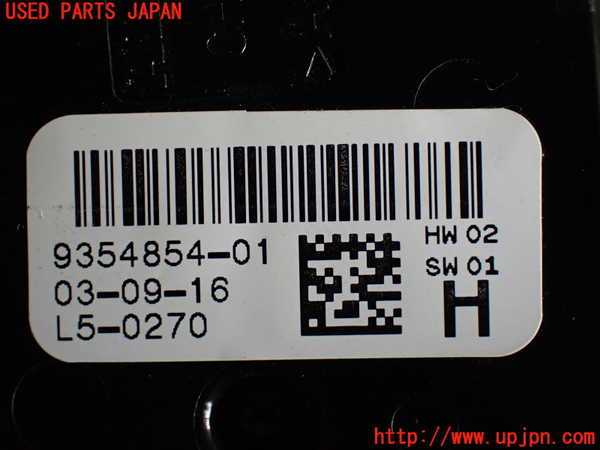 USED PARTS JAPAN
9354854-01
03-09-16
L5-0270
HW 02
SW 01
H
http://www.upjpn.com/